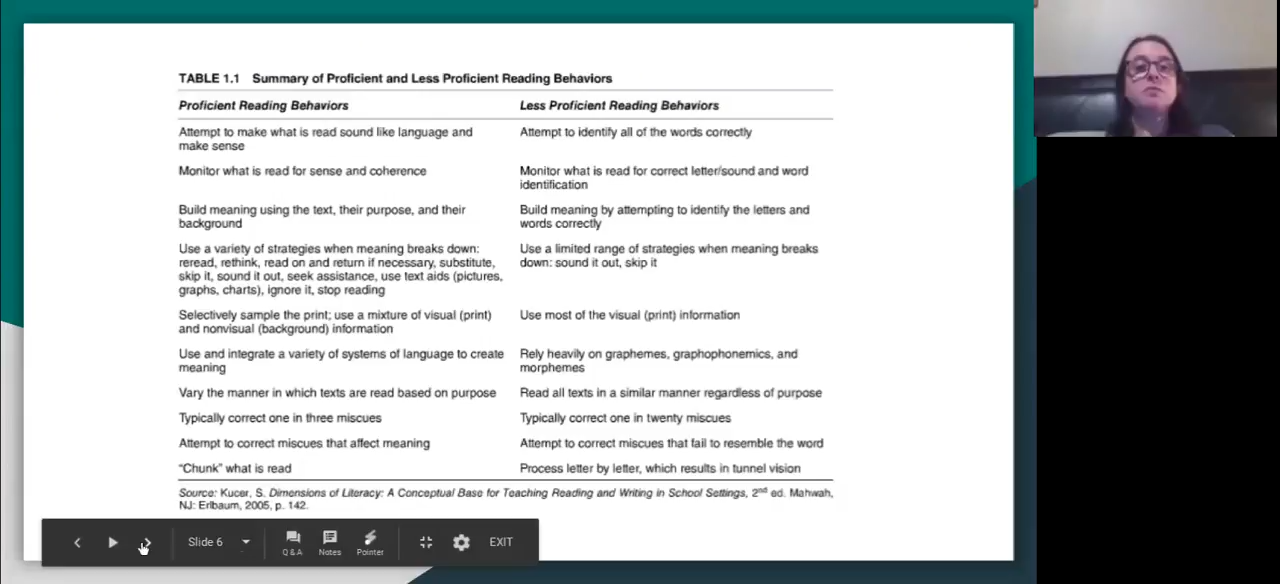 TABLE 1.1 Summary of Proficient and Less Proficient Reading Behaviors
Proficient Reading Behaviors
Less Proficient Reading Behaviors
Attempt to make what is read sound like language and
make sense
Attempt to identify all of the words correctly
Monitor what is read for sense and coherence
Monitor what is read for correct letter/sound and word
identification
Build meaning using the text, their purpose, and their
background
Build meaning by attempting to identify the letters and
words correctly
Use a variety of strategies when meaning breaks down:
reread, rethink, read on and return if necessary, substitute,
skip it, sound it out, seek assistance, use text aids (pictures,
graphs, charts), ignore it, stop reading
Use a limited range of strategies when meaning breaks
down: sound it out, skip it
Selectively sample the print; use a mixture of visual (print)
and nonvisual (background) information
Use most of the visual (print) information
Use and integrate a variety of systems of language to create
meaning
Rely heavily on graphemes, graphophonemics, and
morphemes
Vary the manner in which texts are read based on purpose
Read all texts in a similar manner regardless of purpose
Typically correct one in three miscues
Typically correct one in twenty miscues
Attempt to correct miscues that affect meaning
Attempt to correct miscues that fail to resemble the word
“Chunk” what is read
Process letter by letter, which results in tunnel vision
Source: Kucer, S. Dimensions of Literacy: A Conceptual Base for Teaching Reading and Writing in School Settings, 2nd ed. Mahwah,
NJ: Erlbaum, 2005, p. 142.
Slide 6
Q & A
Notes
Pointer
EXIT